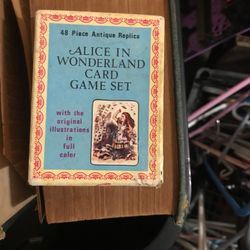 48 Piece Antique Replica
ALICE IN
WONDERLAND
CARD
GAME SET
with the
original
illustrations
in
full
color